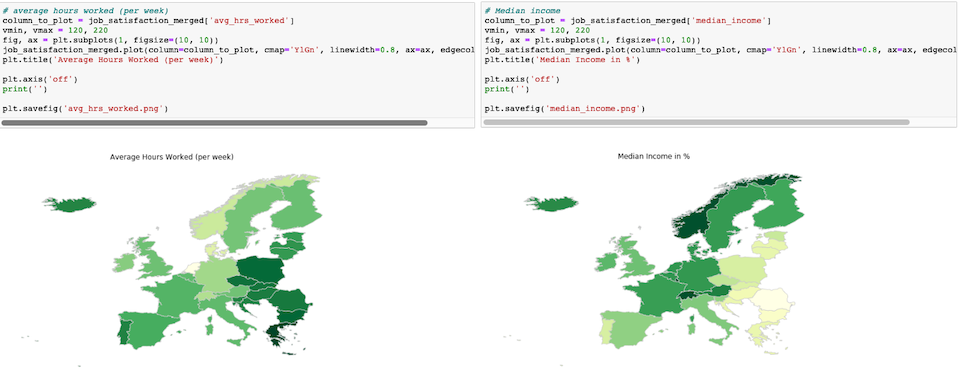 # average hours worked (per week)
column_to_plot = job_satisfaction_merged['avg_hrs_worked']
vmin, vmax = 120, 220
fig, ax = plt.subplots(1, figsize=(10, 10))
job_satisfaction_merged.plot(column=column_to_plot, cmap='YlGn', linewidth=0.8, ax=ax, edgecol
plt.title('Average Hours Worked (per week)')
plt.axis('off')
print('')
plt.savefig('avg_hrs_worked.png')
Average Hours Worked (per week)
# Median income
column_to_plot = job_satisfaction_merged['median_income']
vmin, vmax = 120, 220
fig, ax = plt.subplots(1, figsize=(10, 10))
job_satisfaction_merged.plot(column=column_to_plot, cmap='YlGn', linewidth=0.8, ax=ax, edgecol
plt.title('Median Income in %')
plt.axis('off')
print('')
plt.savefig('median_income.png')
Median Income in %